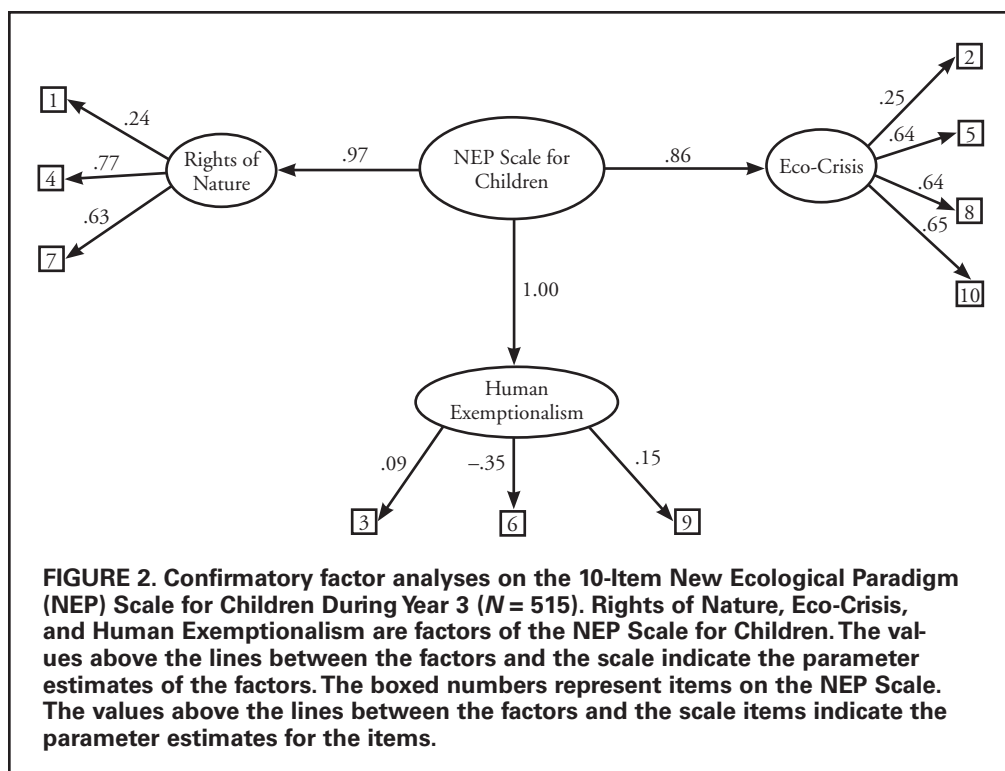 1
.24
4
.77
7
.63
Rights of
Nature
.97
NEP Scale for
Children
.86
Eco-Crisis
2
.25
5
.64
8
.64
10
.65
1.00
Human
Exemptionalism
.09
–.35
.15
3
6
9
FIGURE 2. Confirmatory factor analyses on the 10-Item New Ecological Paradigm
(NEP) Scale for Children During Year 3 (N = 515). Rights of Nature, Eco-Crisis,
and Human Exemptionalism are factors of the NEP Scale for Children. The val-
ues above the lines between the factors and the scale indicate the parameter
estimates of the factors. The boxed numbers represent items on the NEP Scale.
The values above the lines between the factors and the scale items indicate the
parameter estimates for the items.